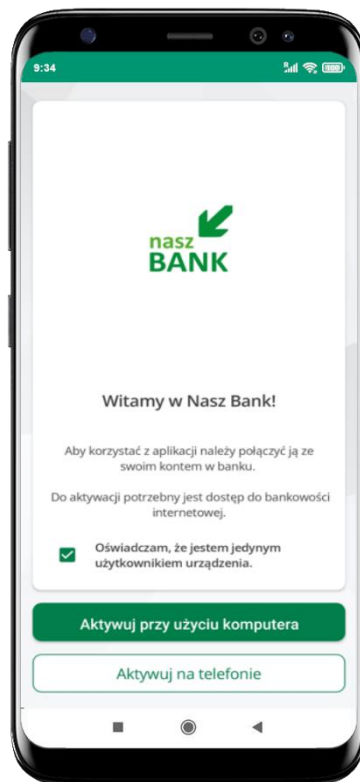 9:34
nasz
BANK
Witamy w Nasz Bank!
Aby korzystać z aplikacji należy połączyć ją ze
swoim kontem w banku.
Do aktywacji potrzebny jest dostęp do bankowości
internetowej.
Oświadczam, że jestem jedynym
użytkownikiem urządzenia.
Aktywuj przy użyciu komputera
Aktywuj na telefonie